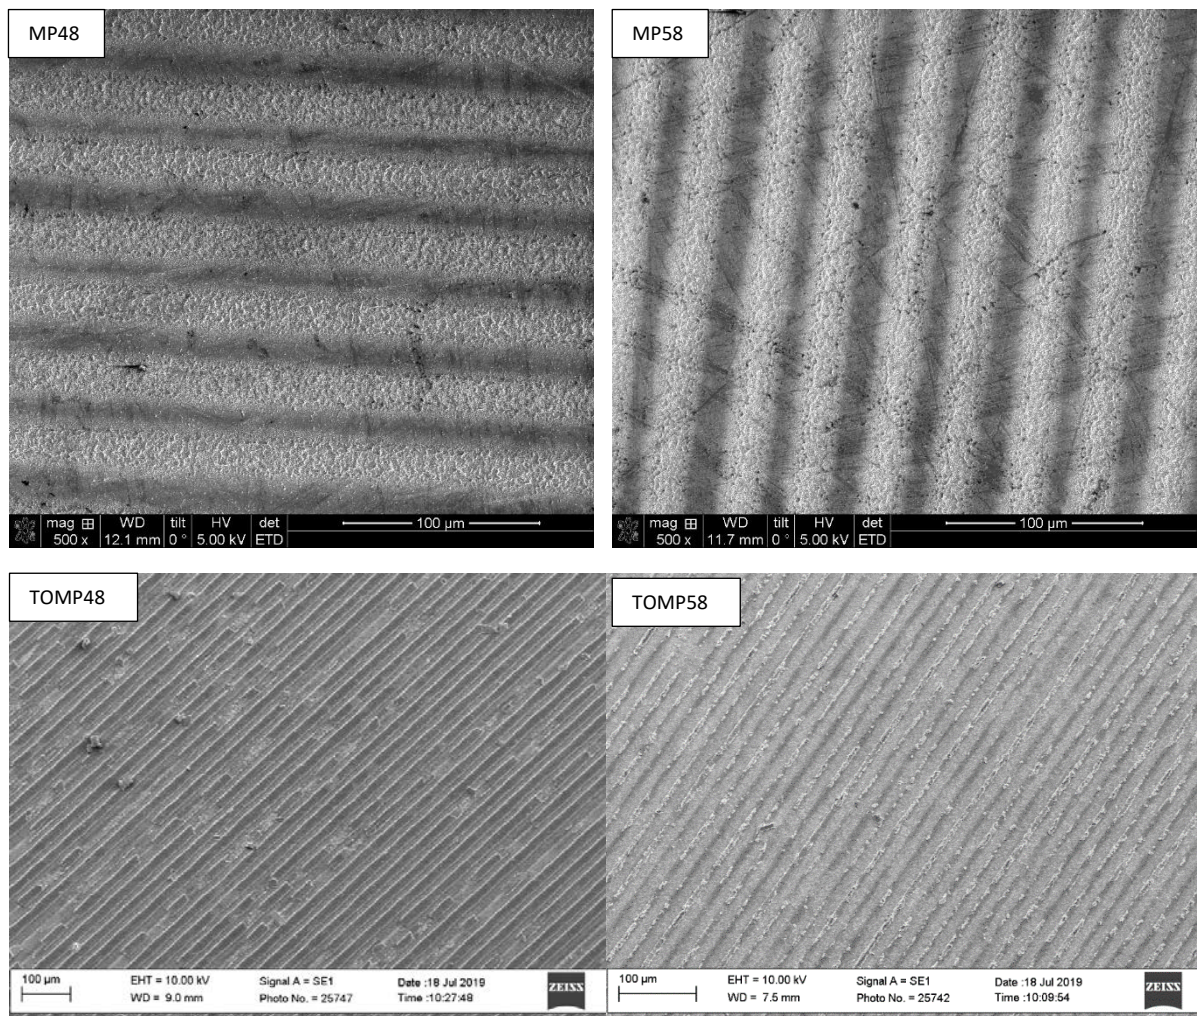 MP48
MP58
mag WD tilt HV det
500 x 12.1 mm 0 ° 5.00 kV ETD
100 µm
mag WD tilt HV det
500 x 11.7 mm 0 ° 5.00 kV ETD
100 µm
TOMP48
TOMP58
100 µm
EHT = 10.00 kV Signal A = SE1 Date :18 Jul 2019
WD = 9.0 mm Photo No. = 25747 Time :10:27:48
ZEISS
100 µm
EHT = 10.00 kV Signal A = SE1 Date :18 Jul 2019
WD = 7.5 mm Photo No. = 25742 Time :10:09:54
ZEISS